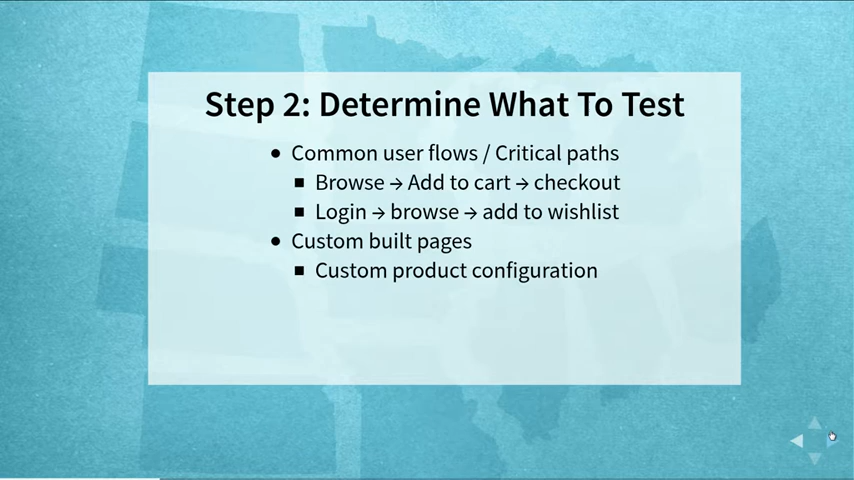 Step 2: Determine What To Test
● Common user flows / Critical paths
■ Browse → Add to cart → checkout
■ Login → browse → add to wishlist
● Custom built pages
■ Custom product configuration